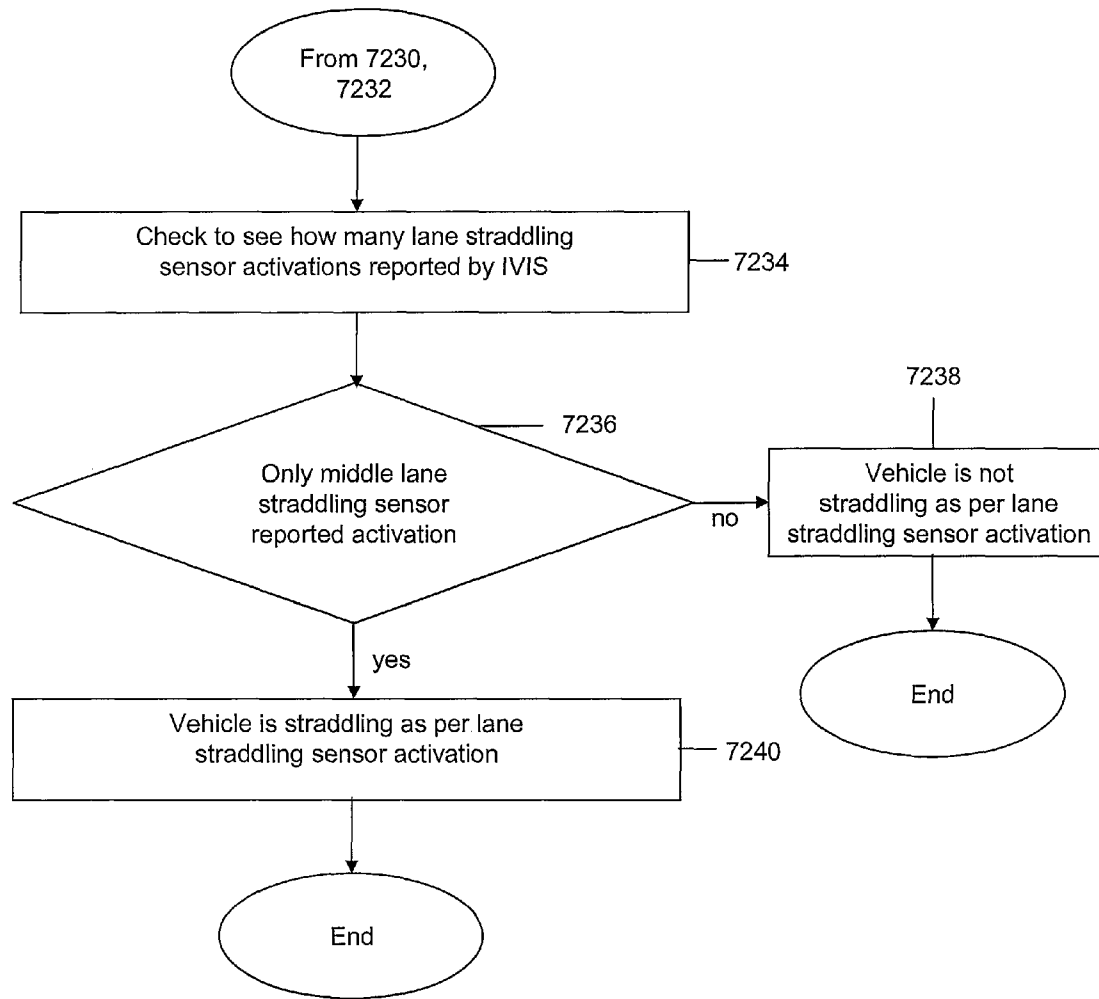 From 7230,
7232
Check to see how many lane straddling
sensor activations reported by IVIS
7234
7236
Only middle lane
straddling sensor
reported activation
no
7238
Vehicle is not
straddling as per lane
straddling sensor activation
End
yes
Vehicle is straddling as per lane
straddling sensor activation
7240
End